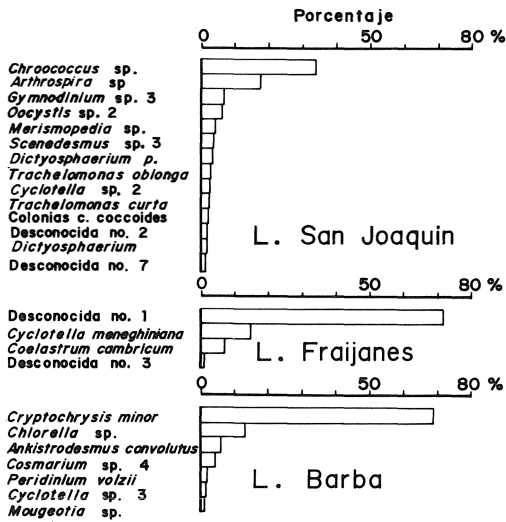 Porcentaje
0 50 80 %
Chroococcus sp.
Arthrospira sp
Gymnodinium sp. 3
Oocystis sp. 2
Merismopedia sp.
Scenedesmus sp. 3
Dictyosphaerium p.
Trachelomonas oblonga
Cyclotella sp. 2
Trachelomonas curta
Colonias c. coccoides
Desconocida no. 2
Dictyosphaerium
Desconocida no. 7
L. San Joaquin
0 50 80 %
Desconocida no. 1
Cyclotella meneghiniana
Coelastrum cambricum
Desconocida no. 3
L. Fraijanes
0 50 80 %
Cryptochrysis minor
Chlorella sp.
Ankistrodesmus convolutus
Cosmarium sp. 4
Peridinium volzii
Cyclotella sp. 3
Mougeotia sp.
L. Barba